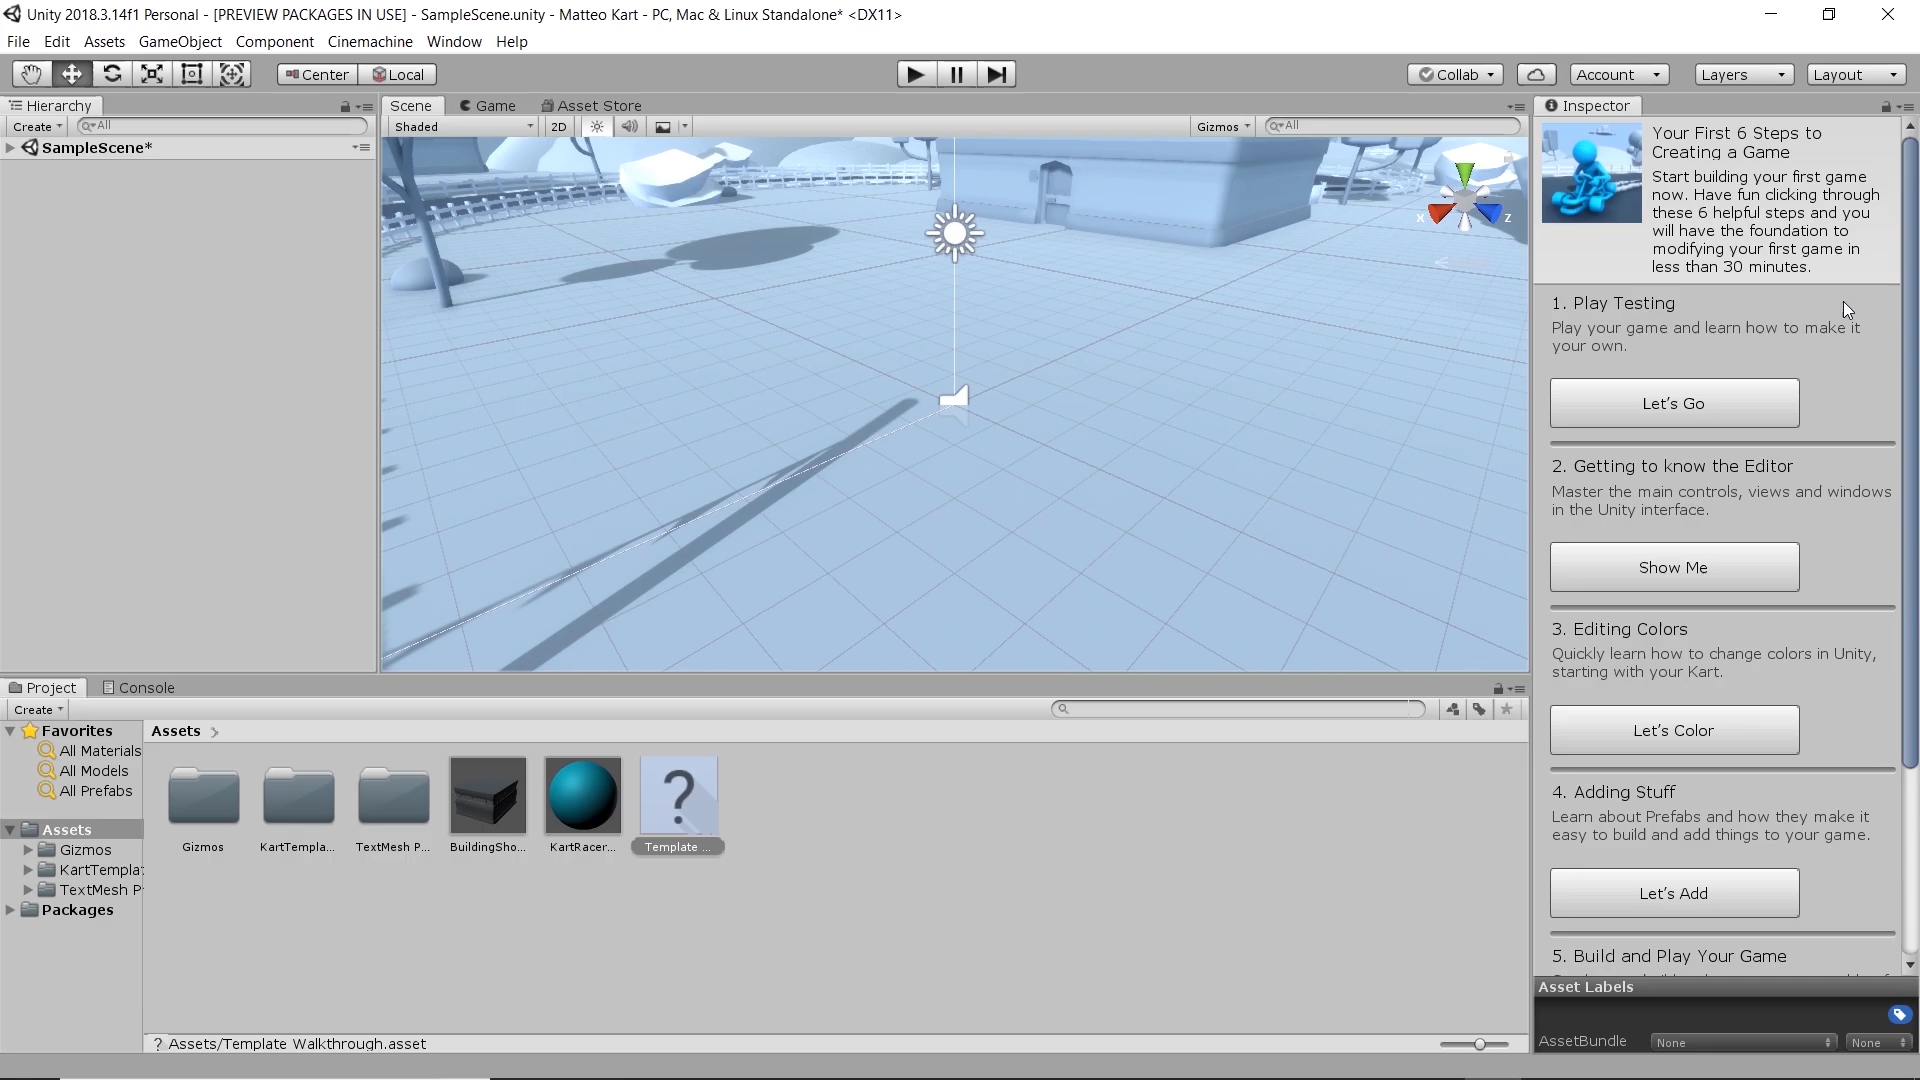 Unity 2018.3.14f1 Personal - [PREVIEW PACKAGES IN USE] - SampleScene.unity - Matteo Kart - PC, Mac & Linux Standalone* <DX11>
File Edit Assets GameObject Component Cinemachine Window Help
Center Local Collab Account Layers Layout
Hierarchy
Create All
SampleScene*
Scene Game Asset Store
Shaded 2D Gizmos All
x z
Inspector
Your First 6 Steps to
Creating a Game
Start building your first game
now. Have fun clicking through
these 6 helpful steps and you
will have the foundation to
modifying your first game in
less than 30 minutes.
1. Play Testing
Play your game and learn how to make it
your own.
Let's Go
2. Getting to know the Editor
Master the main controls, views and windows
in the Unity interface.
Show Me
3. Editing Colors
Quickly learn how to change colors in Unity,
starting with your Kart.
Let's Color
4. Adding Stuff
Learn about Prefabs and how they make it
easy to build and add things to your game.
Let's Add
5. Build and Play Your Game
Asset Labels
AssetBundle None None
Project Console
Create
Favorites
All Materials
All Models
All Prefabs
Assets
Gizmos
KartTemplat
TextMesh P
Packages
Assets
Gizmos KartTempla... TextMesh P... BuildingSho... KartRacer... Template ...
Assets/Template Walkthrough.asset